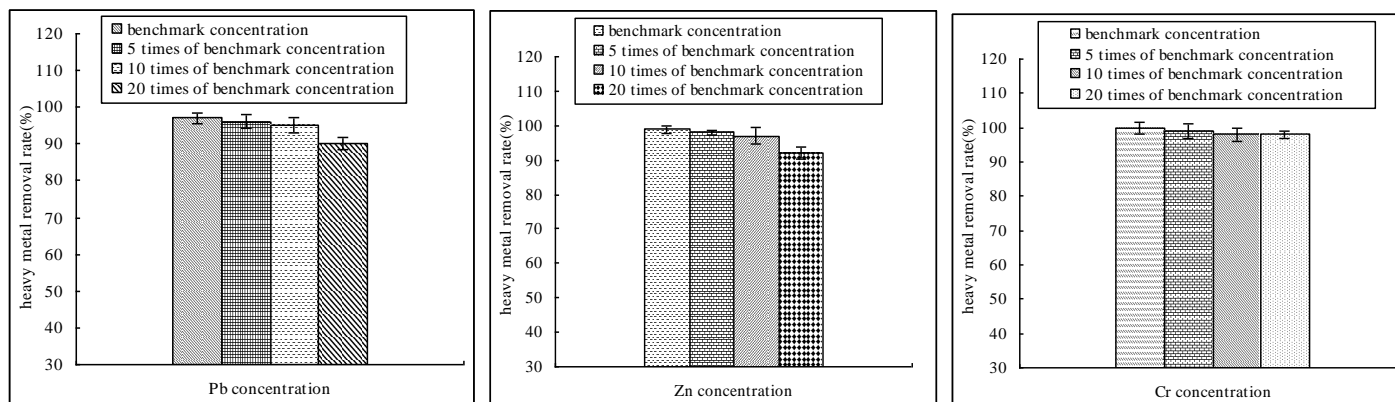 heavy metal removal rate(%)
120
110
100
90
80
70
60
50
40
30
benchmark concentration
5 times of benchmark concentration
10 times of benchmark concentration
20 times of benchmark concentration
Pb concentration
heavy metal removal rate(%)
120
110
100
90
80
70
60
50
40
30
benchmark concentration
5 times of benchmark concentration
10 times of benchmark concentration
20 times of benchmark concentration
Zn concentration
heavy metal removal rate(%)
120
110
100
90
80
70
60
50
40
30
benchmark concentration
5 times of benchmark concentration
10 times of benchmark concentration
20 times of benchmark concentration
Cr concentration